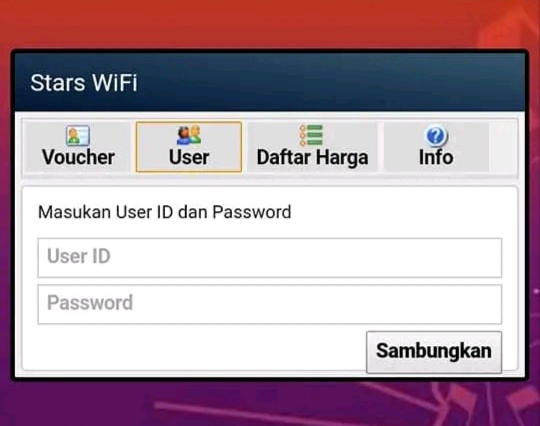 Stars WiFi
Voucher User Daftar Harga Info
Masukan User ID dan Password
User ID
Password
Sambungkan